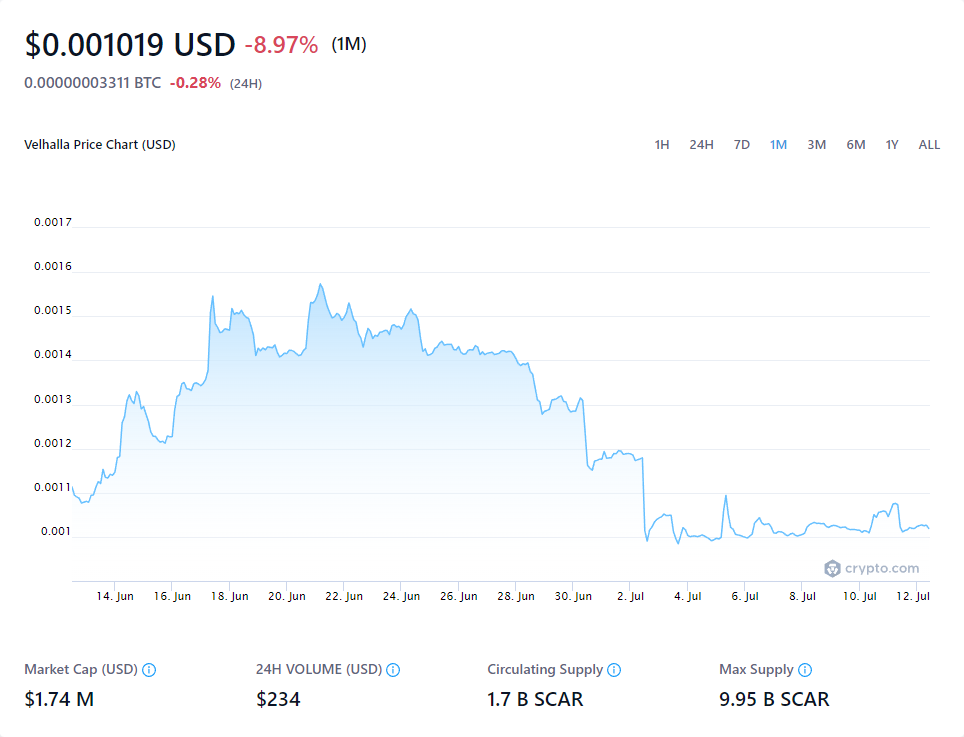 $0.001019 USD -8.97% (1M)
0.00000003311 BTC -0.28% (24H)
Velhalla Price Chart (USD)
1H 24H 7D 1M 3M 6M 1Y ALL
0.0017
0.0016
0.0015
0.0014
0.0013
0.0012
0.0011
0.001
crypto.com
14. Jun 16. Jun 18. Jun 20. Jun 22. Jun 24. Jun 26. Jun 28. Jun 30. Jun 2. Jul 4. Jul 6. Jul 8. Jul 10. Jul 12. Jul
Market Cap (USD) 24H VOLUME (USD) Circulating Supply Max Supply
$1.74 M $234 1.7 B SCAR 9.95 B SCAR